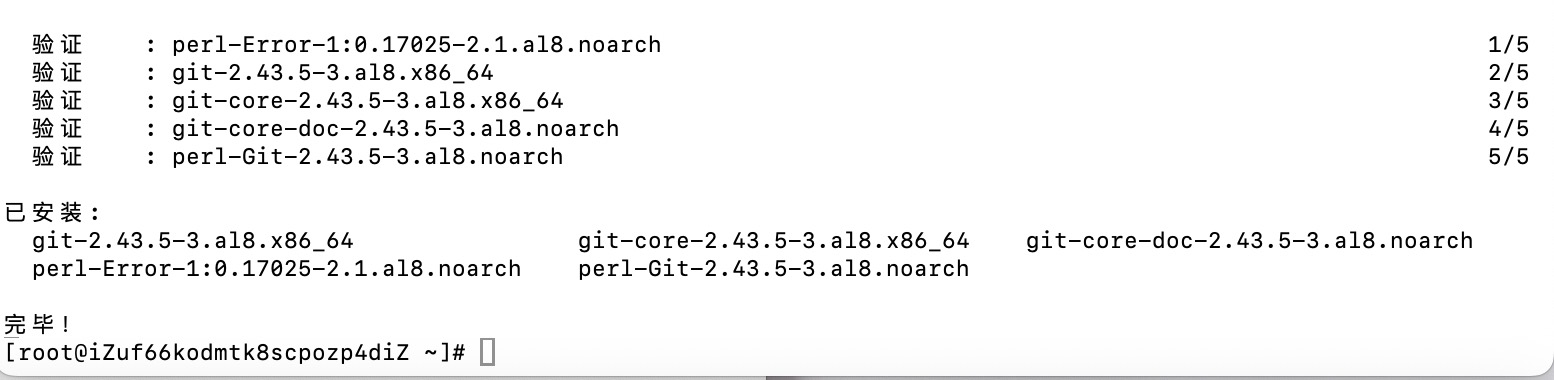 验证 : perl-Error-1:0.17025-2.1.al8.noarch 1/5
验证 : git-2.43.5-3.al8.x86_64 2/5
验证 : git-core-2.43.5-3.al8.x86_64 3/5
验证 : git-core-doc-2.43.5-3.al8.noarch 4/5
验证 : perl-Git-2.43.5-3.al8.noarch 5/5
已安装:
git-2.43.5-3.al8.x86_64 git-core-2.43.5-3.al8.x86_64 git-core-doc-2.43.5-3.al8.noarch
perl-Error-1:0.17025-2.1.al8.noarch perl-Git-2.43.5-3.al8.noarch
完毕！
[root@iZuf66kodmtk8scpozp4diZ ~]#